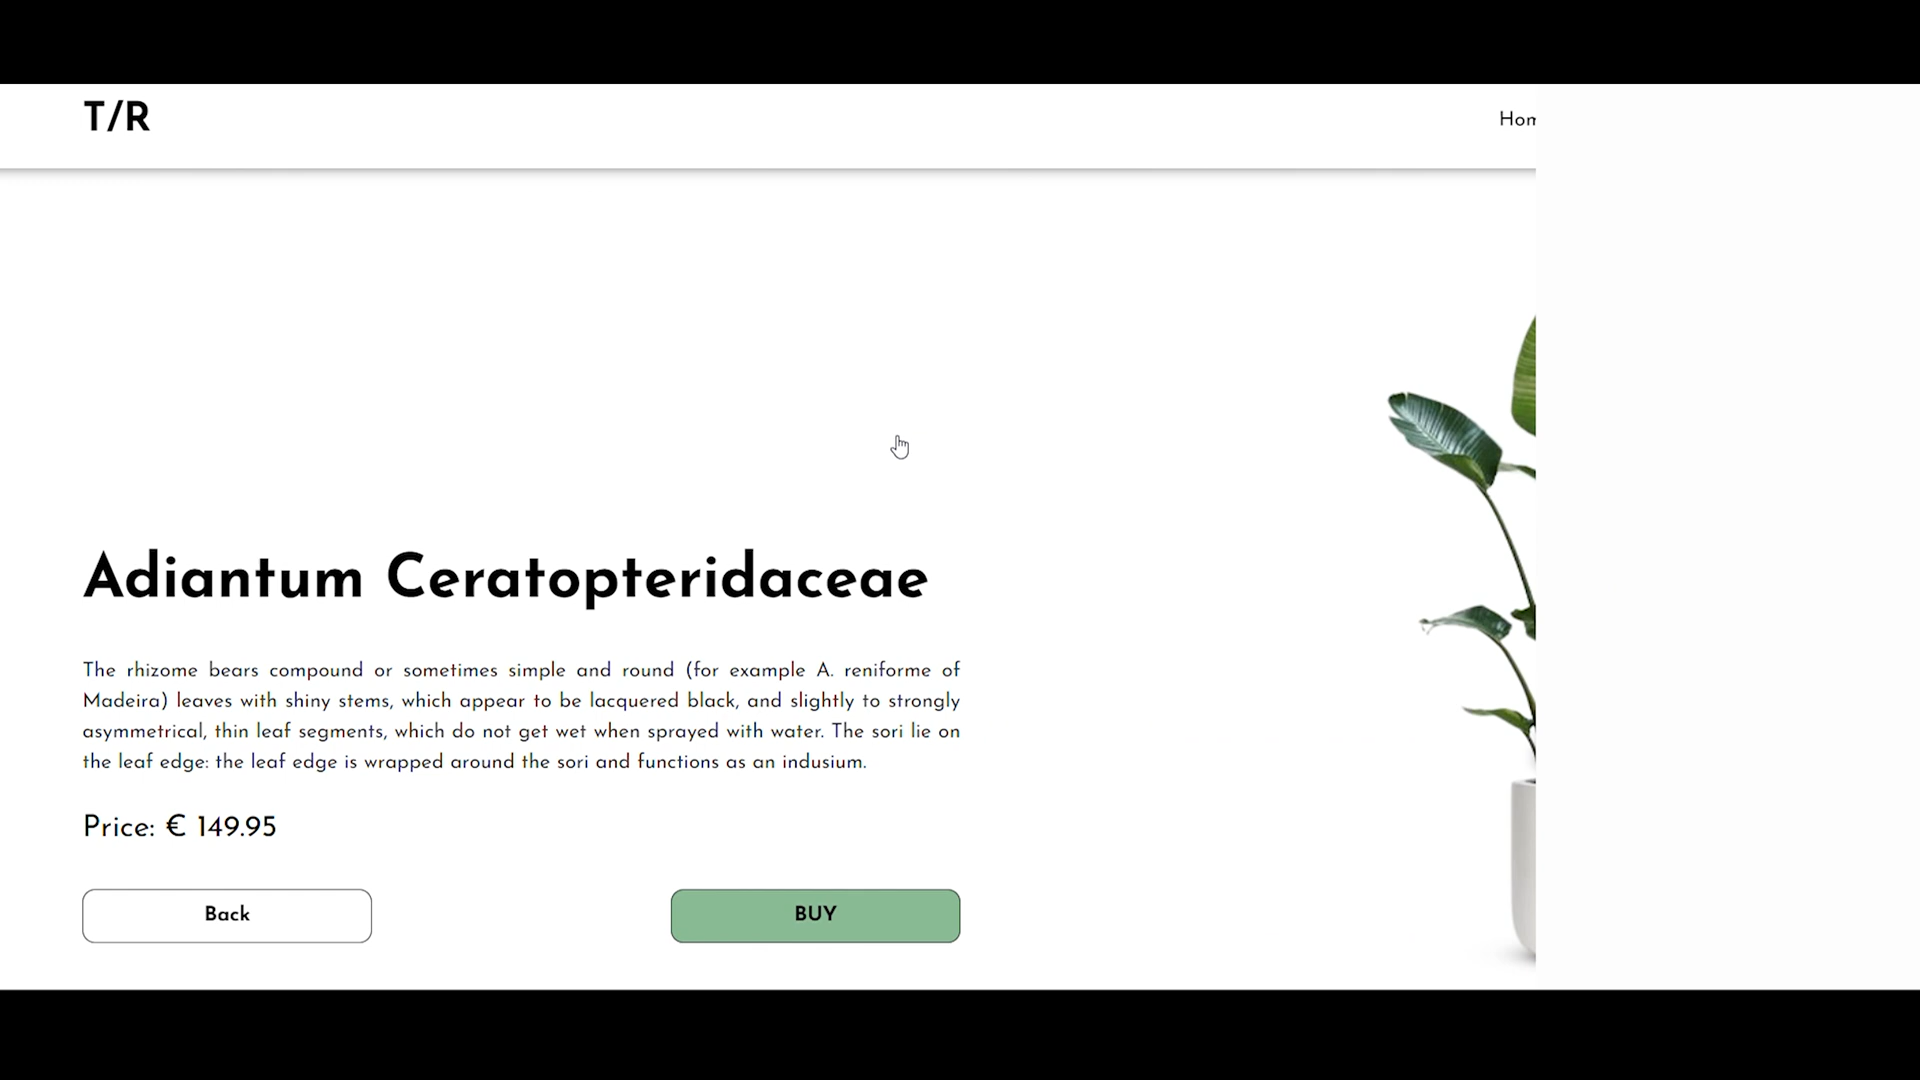 T/R
Hom
Adiantum Ceratopteridaceae
The rhizome bears compound or sometimes simple and round (for example A. reniforme of
Madeira) leaves with shiny stems, which appear to be lacquered black, and slightly to strongly
asymmetrical, thin leaf segments, which do not get wet when sprayed with water. The sori lie on
the leaf edge: the leaf edge is wrapped around the sori and functions as an indusium.
Price: € 149.95
Back
BUY